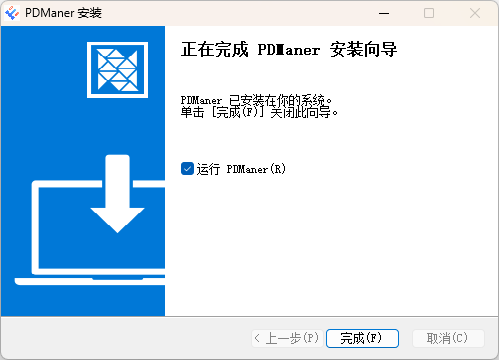 PDManer 安装
正在完成 PDManer 安装向导
PDManer 已安装在你的系统。
单击 [完成(F)] 关闭此向导。
运行 PDManer(R)
< 上一步(P)
完成(F)
取消(C)